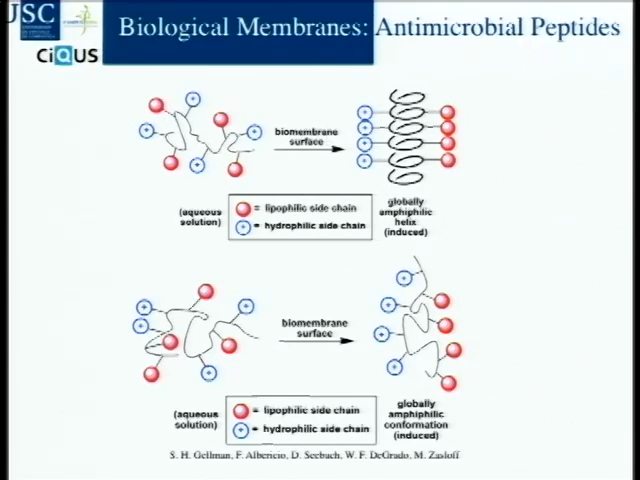 JSC
CiQUS
Biological Membranes: Antimicrobial Peptides
biomembrane
surface
(aqueous
solution)
= lipophilic side chain
= hydrophilic side chain
globally
amphiphilic
helix
(induced)
biomembrane
surface
(aqueous
solution)
= lipophilic side chain
= hydrophilic side chain
globally
amphiphilic
conformation
(induced)
S. H. Gellman, F. Albericio, D. Seebach, W. F. DeGrado, M. Zasloff